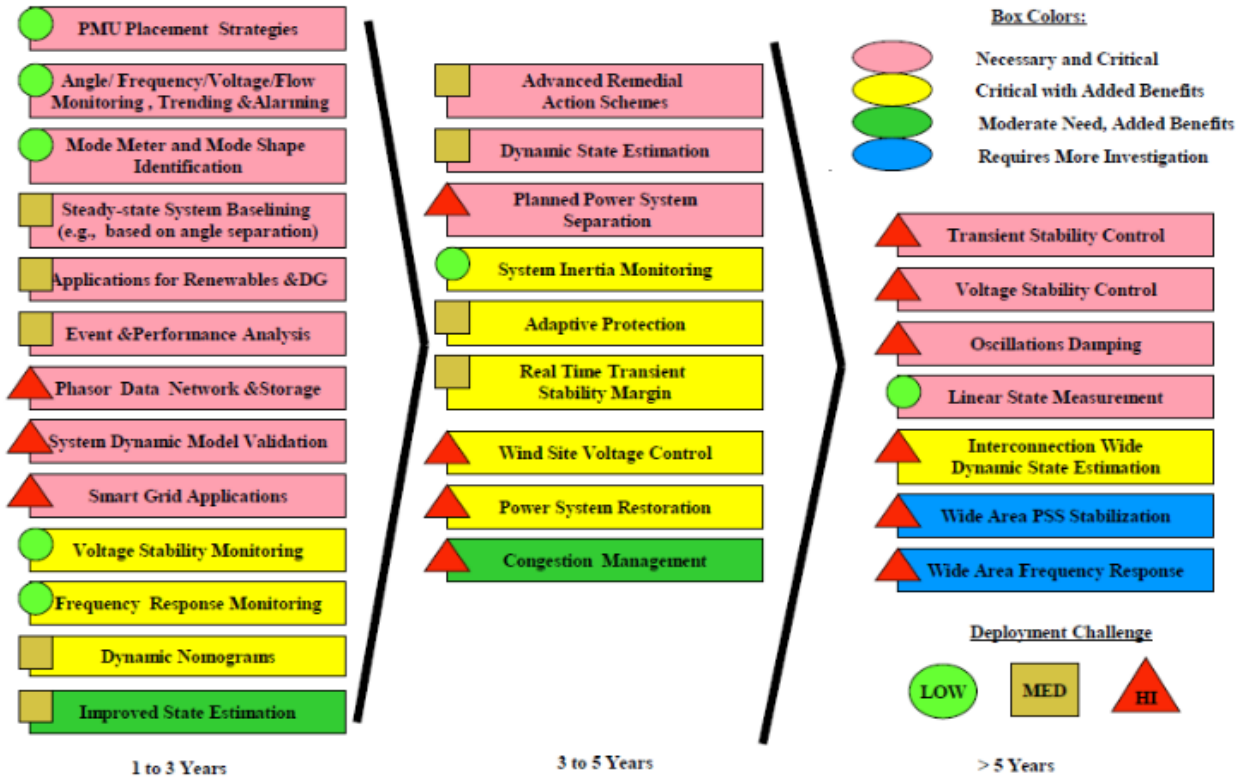 PMU Placement Strategies
Angle/ Frequency/Voltage/Flow
Monitoring , Trending &Alarming
Mode Meter and Mode Shape
Identification
Steady-state System Baselining
(e.g., based on angle separation)
Applications for Renewables &DG
Event &Performance Analysis
Phasor Data Network &Storage
System Dynamic Model Validation
Smart Grid Applications
Voltage Stability Monitoring
Frequency Response Monitoring
Dynamic Nomograms
Improved State Estimation
1 to 3 Years
Advanced Remedial
Action Schemes
Dynamic State Estimation
Planned Power System
Separation
System Inertia Monitoring
Adaptive Protection
Real Time Transient
Stability Margin
Wind Site Voltage Control
Power System Restoration
Congestion Management
3 to 5 Years
Box Colors:
Necessary and Critical
Critical with Added Benefits
Moderate Need, Added Benefits
Requires More Investigation
Transient Stability Control
Voltage Stability Control
Oscillations Damping
Linear State Measurement
Interconnection Wide
Dynamic State Estimation
Wide Area PSS Stabilization
Wide Area Frequency Response
Deployment Challenge
LOW MED HI
> 5 Years